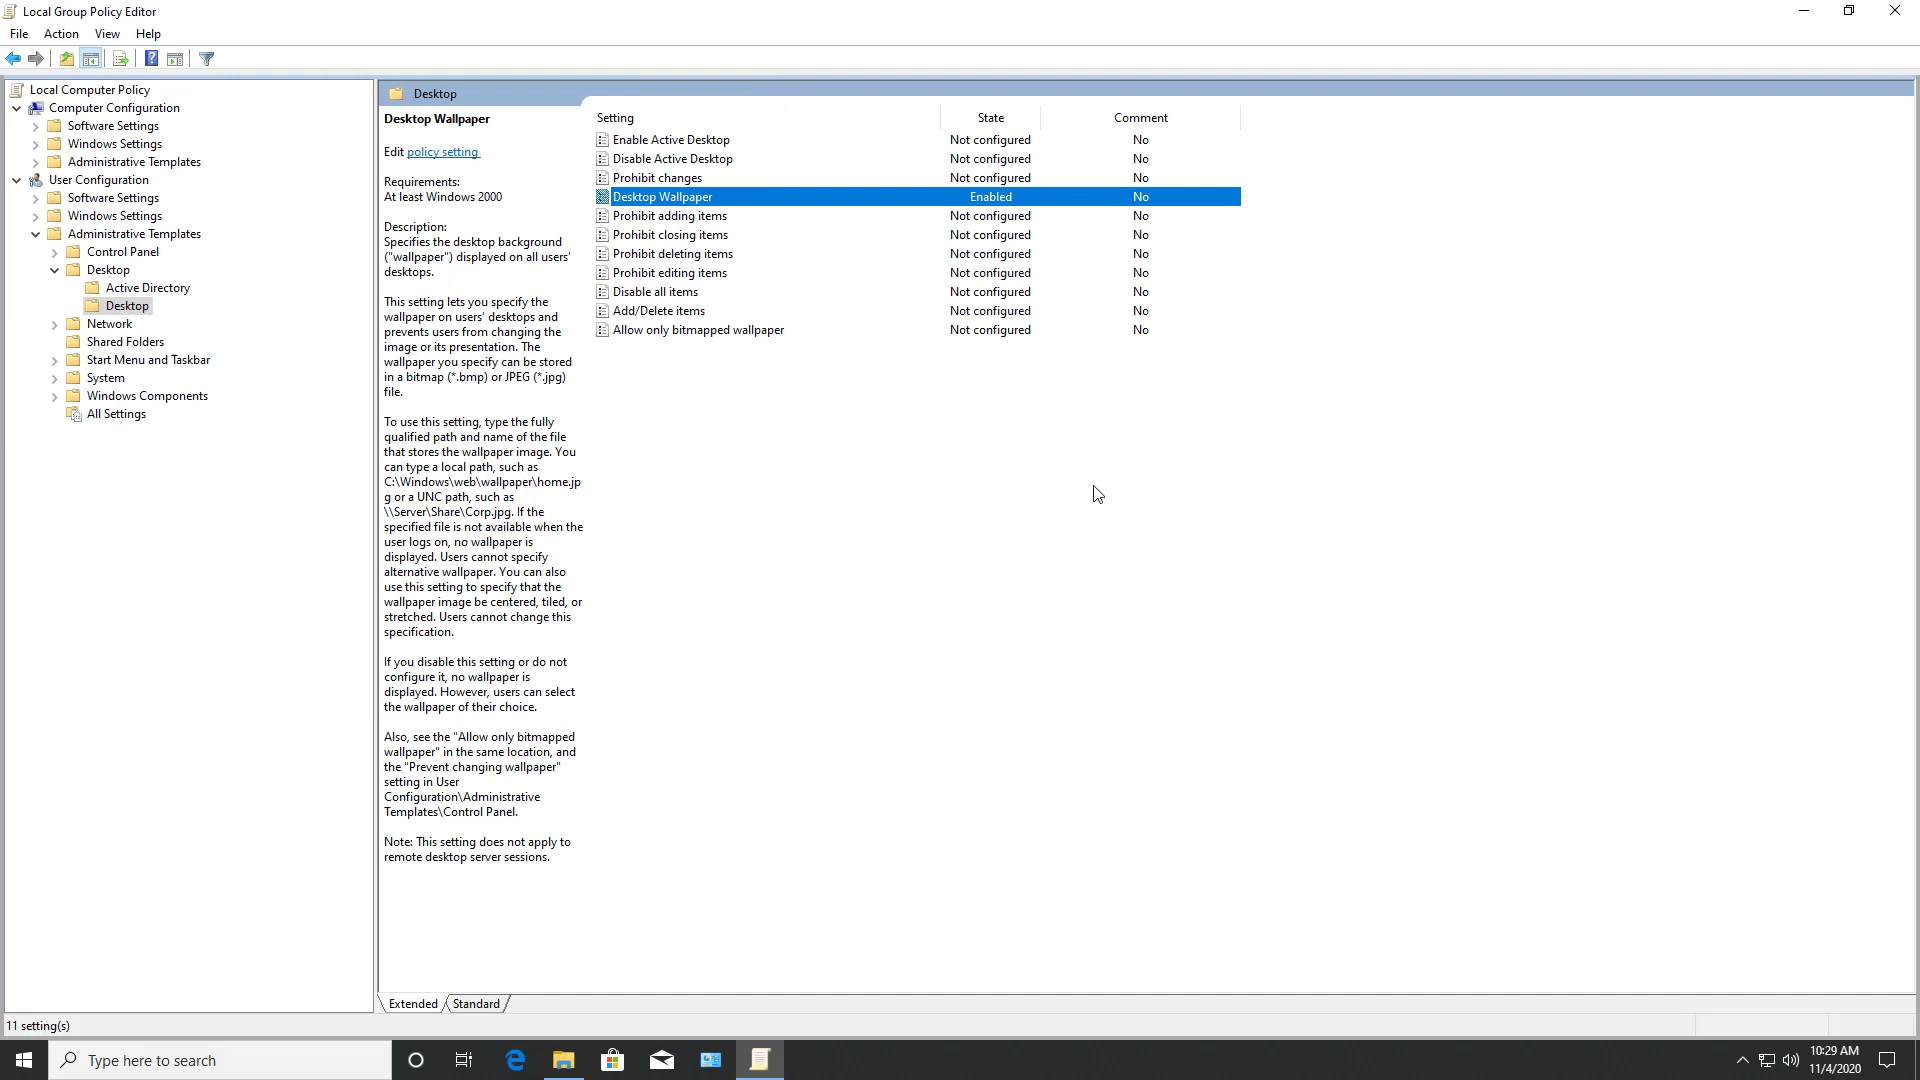 Local Group Policy Editor
File Action View Help
Local Computer Policy
Computer Configuration
Software Settings
Windows Settings
Administrative Templates
User Configuration
Software Settings
Windows Settings
Administrative Templates
Control Panel
Desktop
Active Directory
Desktop
Network
Shared Folders
Start Menu and Taskbar
System
Windows Components
All Settings
Desktop
Desktop Wallpaper
Edit policy setting
Requirements:
At least Windows 2000
Description:
Specifies the desktop background
("wallpaper") displayed on all users'
desktops.
This setting lets you specify the
wallpaper on users' desktops and
prevents users from changing the
image or its presentation. The
wallpaper you specify can be stored
in a bitmap (*.bmp) or JPEG (*.jpg)
file.
To use this setting, type the fully
qualified path and name of the file
that stores the wallpaper image. You
can type a local path, such as
C:\Windows\web\wallpaper\home.jp
g or a UNC path, such as
\\Server\Share\Corp.jpg. If the
specified file is not available when the
user logs on, no wallpaper is
displayed. Users cannot specify
alternative wallpaper. You can also
use this setting to specify that the
wallpaper image be centered, tiled, or
stretched. Users cannot change this
specification.
If you disable this setting or do not
configure it, no wallpaper is
displayed. However, users can select
the wallpaper of their choice.
Also, see the "Allow only bitmapped
wallpaper" in the same location, and
the "Prevent changing wallpaper"
setting in User
Configuration\Administrative
Templates\Control Panel.
Note: This setting does not apply to
remote desktop server sessions.
Setting State Comment
Enable Active Desktop Not configured No
Disable Active Desktop Not configured No
Prohibit changes Not configured No
Desktop Wallpaper Enabled No
Prohibit adding items Not configured No
Prohibit closing items Not configured No
Prohibit deleting items Not configured No
Prohibit editing items Not configured No
Disable all items Not configured No
Add/Delete items Not configured No
Allow only bitmapped wallpaper Not configured No
Extended Standard
11 setting(s)
Type here to search
10:29 AM
11/4/2020